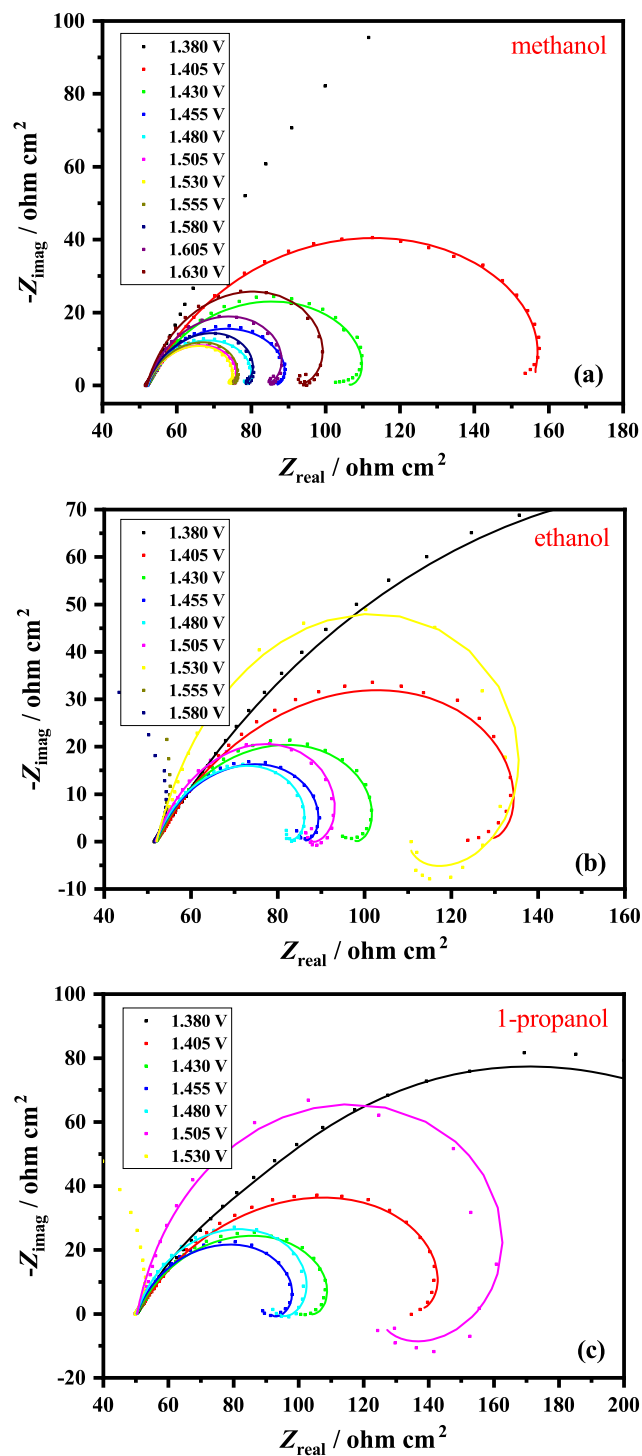 methanol
1.380 V
1.405 V
1.430 V
1.455 V
1.480 V
1.505 V
1.530 V
1.555 V
1.580 V
1.605 V
1.630 V
100
80
60
40
20
0
-Zimag / ohm cm2
(a)
40 60 80 100 120 140 160 180
Zreal / ohm cm2
ethanol
1.380 V
1.405 V
1.430 V
1.455 V
1.480 V
1.505 V
1.530 V
1.555 V
1.580 V
70
60
50
40
30
20
10
0
-10
-Zimag / ohm cm2
(b)
40 60 80 100 120 140 160
Zreal / ohm cm2
1-propanol
1.380 V
1.405 V
1.430 V
1.455 V
1.480 V
1.505 V
1.530 V
100
80
60
40
20
0
-20
-Zimag / ohm cm2
(c)
40 60 80 100 120 140 160 180 200
Zreal / ohm cm2